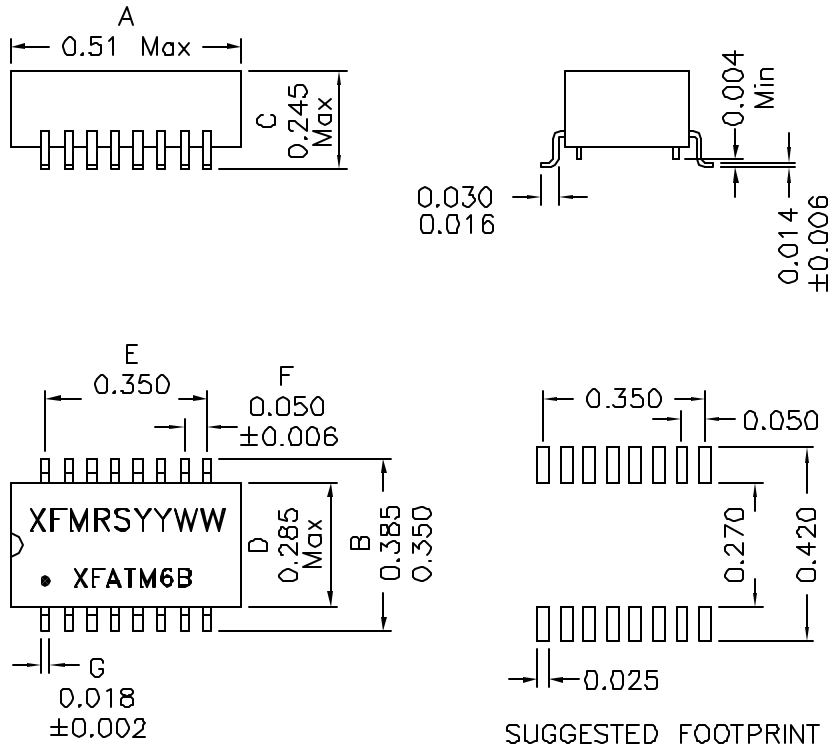 A
0.51 Max
C
0.245
Max
0.004
Min
0.030
0.016
0.014
±0.006
E
0.350
F
0.050
±0.006
XFMRSYYWW
XFATM6B
D
0.285
Max
B
0.385
0.350
G
0.018
±0.002
0.350
0.050
0.270
0.420
0.025
SUGGESTED FOOTPRINT